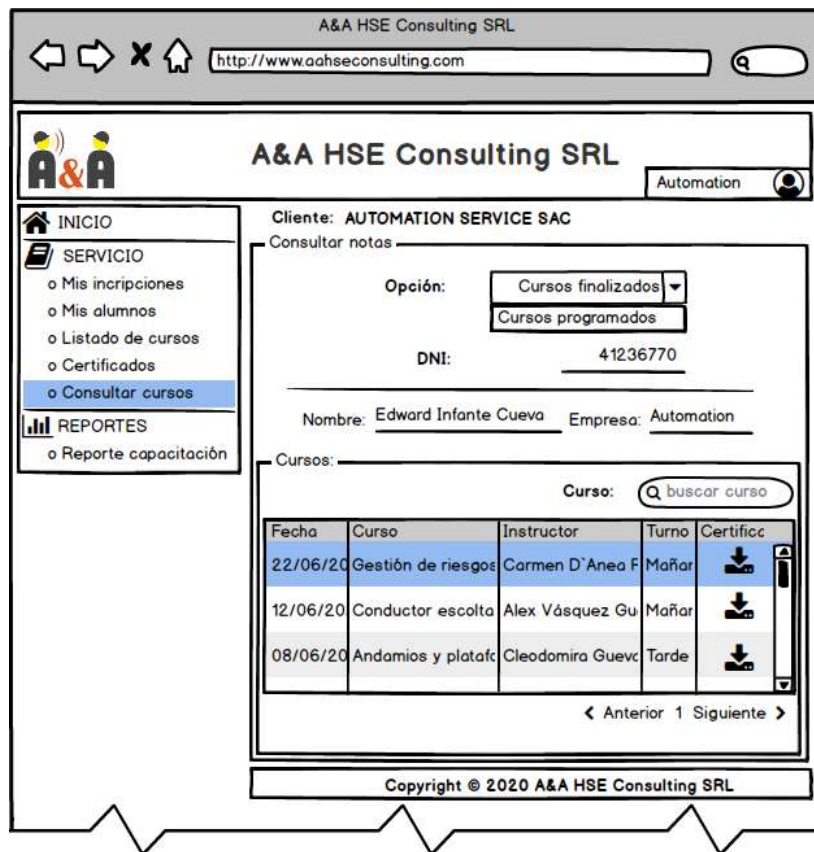 A&A HSE Consulting SRL
http://www.aahseconsulting.com
A&A
A&A HSE Consulting SRL
Automation
INICIO
SERVICIO
o Mis incripciones
o Mis alumnos
o Listado de cursos
o Certificados
o Consultar cursos
REPORTES
o Reporte capacitación
Cliente: AUTOMATION SERVICE SAC
Consultar notas
Opción: Cursos finalizados
Cursos programados
DNI: 41236770
Nombre: Edward Infante Cueva Empresa: Automation
Cursos:
Curso: buscar curso
Fecha Curso Instructor Turno Certificc
22/06/20 Gestión de riesgos Carmen D`Anea F Mañar
12/06/20 Conductor escolta Alex Vásquez Gu Mañar
08/06/20 Andamios y platafc Cleodomira Guevc Tarde
Anterior 1 Siguiente
Copyright © 2020 A&A HSE Consulting SRL